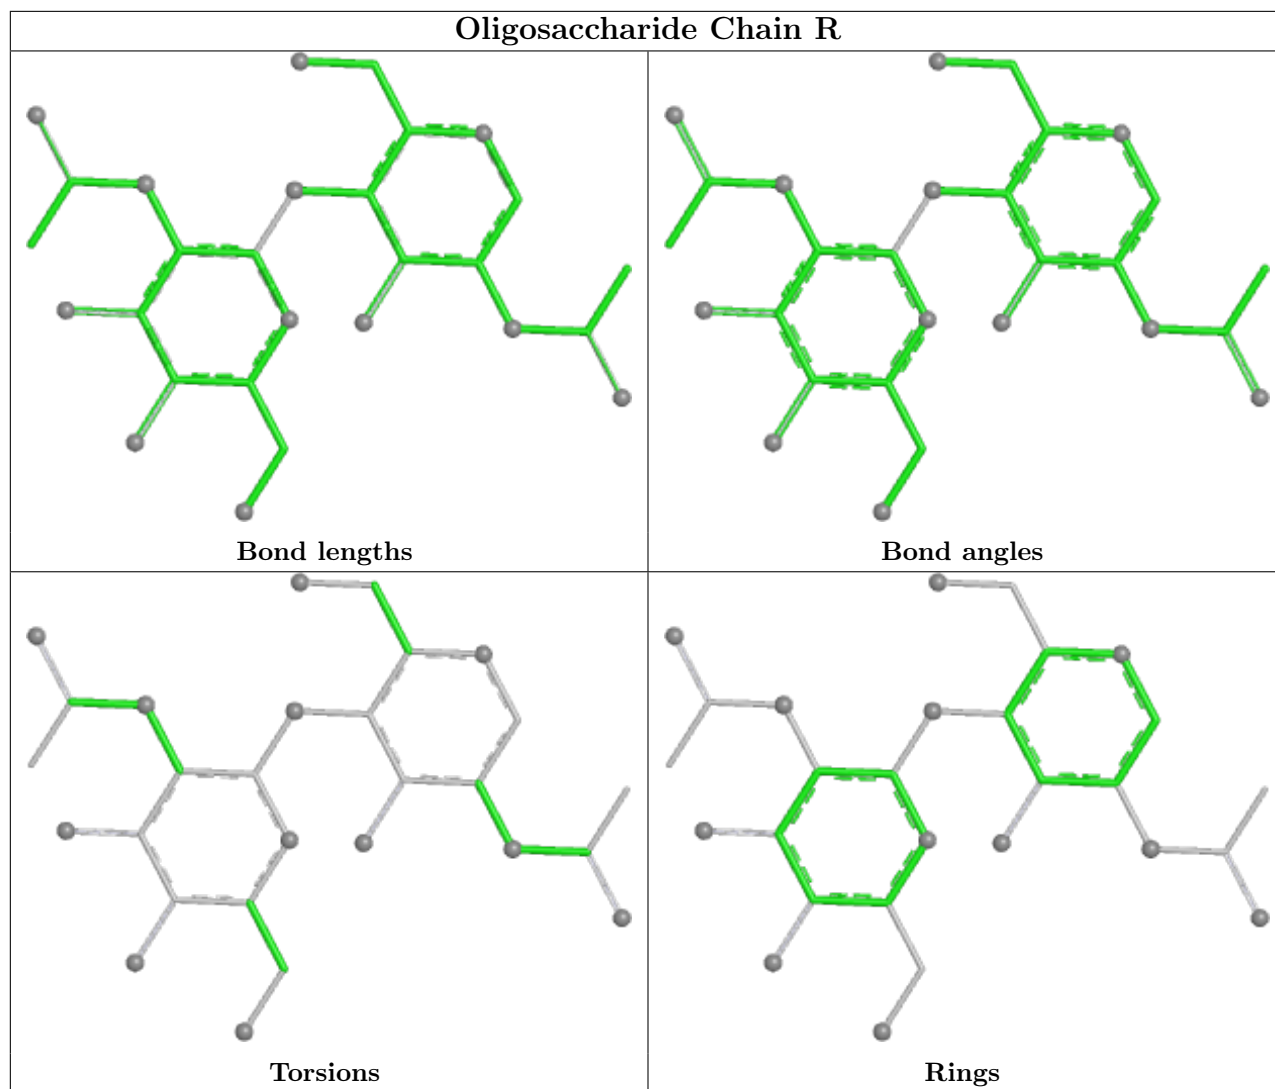 Oligosaccharide Chain R
Bond lengths
Bond angles
Torsions
Rings